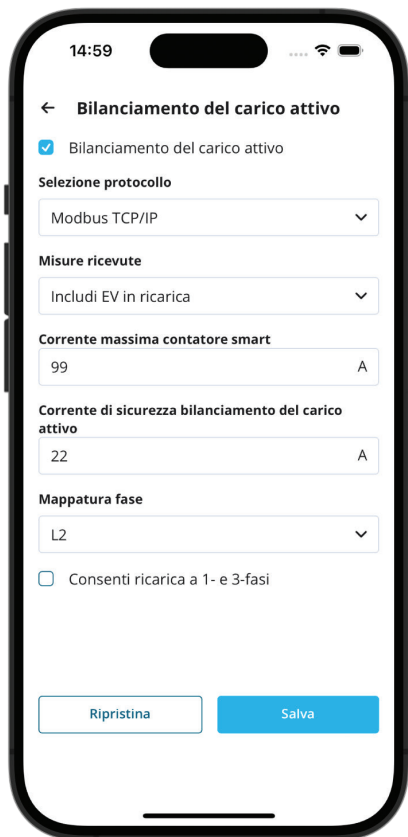 14:59
Bilanciamento del carico attivo
Bilanciamento del carico attivo
Selezione protocollo
Modbus TCP/IP
Misure ricevute
Includi EV in ricarica
Corrente massima contatore smart
99 A
Corrente di sicurezza bilanciamento del carico
attivo
22 A
Mappatura fase
L2
Consenti ricarica a 1- e 3-fasi
Ripristina Salva